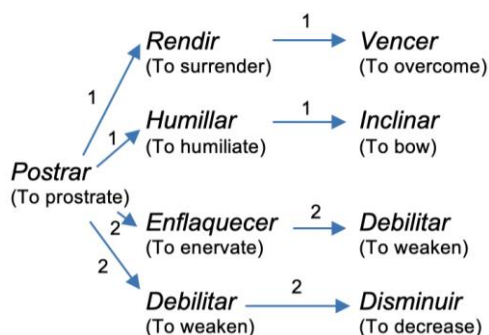 Rendir
(To surrender)
1
Vencer
(To overcome)
1
Humillar
(To humiliate)
1
Inclinar
(To bow)
1
Postrar
(To prostrate)
2
Enflaquecer
(To enervate)
2
Debilitar
(To weaken)
2
Debilitar
(To weaken)
2
Disminuir
(To decrease)